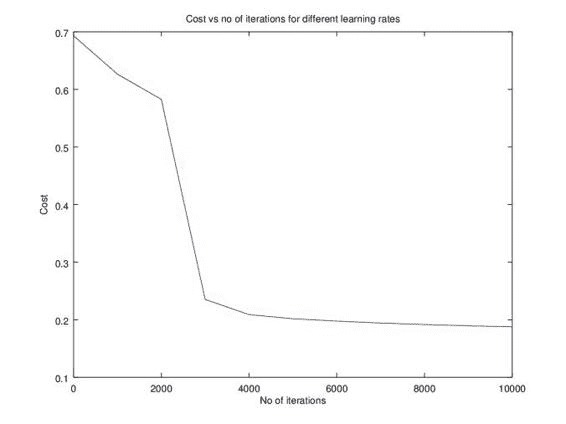 Cost vs no of iterations for different learning rates
0.7
0.6
0.5
0.4
0.3
0.2
0.1
Cost
0 2000 4000 6000 8000 10000
No of iterations